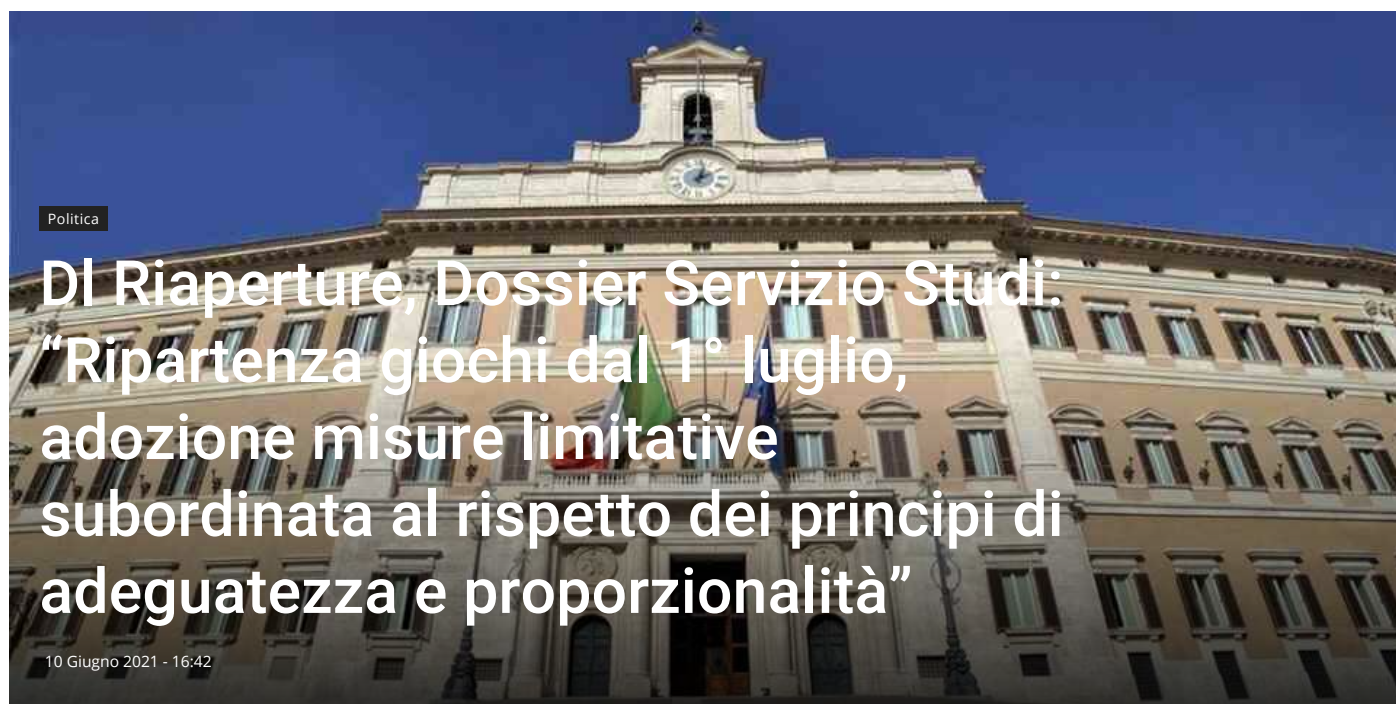 Politica
Dl Riaperture, Dossier Servizio Studi:
“Ripartenza giochi dal 1° luglio,
adozione misure limitative
subordinata al rispetto dei principi di
adeguatezza e proporzionalità”
10 Giugno 2021 - 16:42